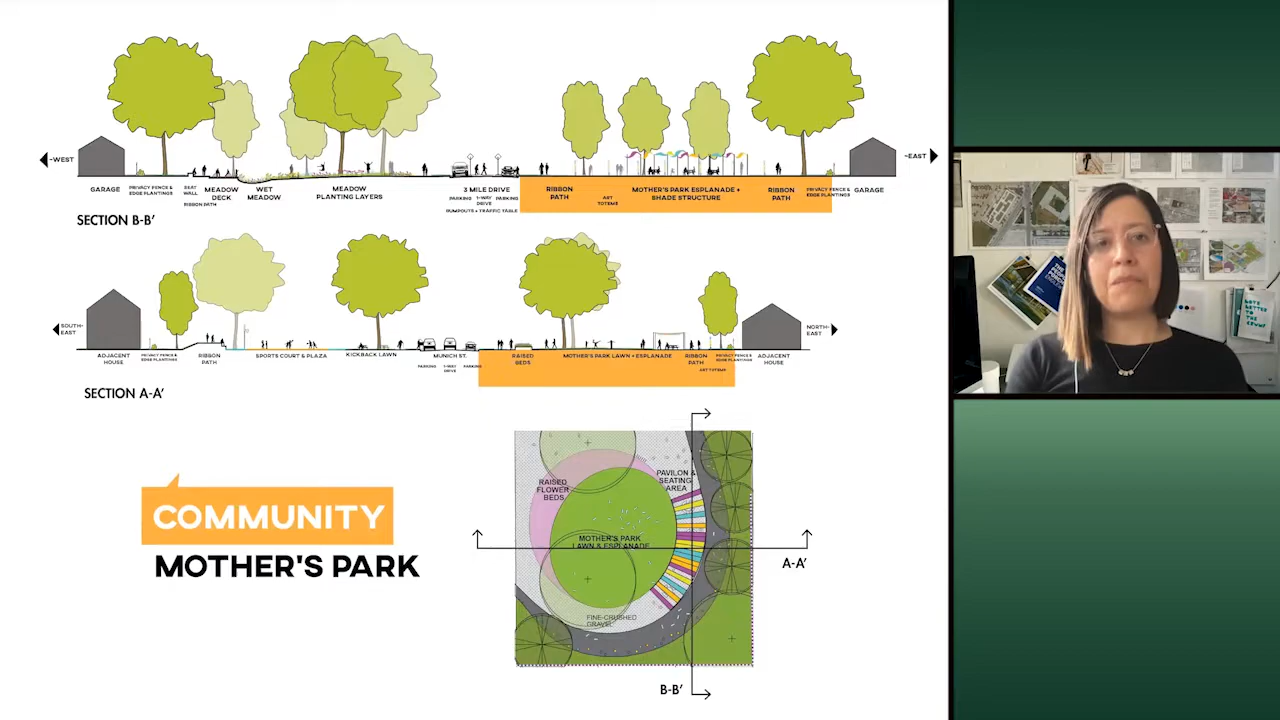 ~WEST
~EAST
GARAGE
PRIVACY FENCE &
EDGE PLANTINGS
SEAT
WALL
RIBBON PATH
MEADOW
DECK
WET
MEADOW
MEADOW
PLANTING LAYERS
3 MILE DRIVE
PARKING
1-WAY
DRIVE
PARKING
BUMPOUTS + TRAFFIC TABLE
RIBBON
PATH
ART
TOTEMS
MOTHER'S PARK ESPLANADE +
SHADE STRUCTURE
RIBBON
PATH
PRIVACY FENCE &
EDGE PLANTINGS
GARAGE
SECTION B-B'
SOUTH-
EAST
NORTH-
EAST
ADJACENT
HOUSE
PRIVACY FENCE &
EDGE PLANTINGS
RIBBON
PATH
SPORTS COURT & PLAZA
KICKBACK LAWN
MUNICH ST.
PARKING
1-WAY
DRIVE
PARKING
RAISED
BEDS
MOTHER'S PARK LAWN + ESPLANADE
RIBBON
PATH
ART TOTEMS
PRIVACY FENCE &
EDGE PLANTINGS
ADJACENT
HOUSE
SECTION A-A'
COMMUNITY
MOTHER'S PARK
RAISED
FLOWER
BEDS
PAVILON &
SEATING
AREA
MOTHER'S PARK
LAWN & ESPLANADE
FINE-CRUSHED
GRAVEL
A-A'
B-B'